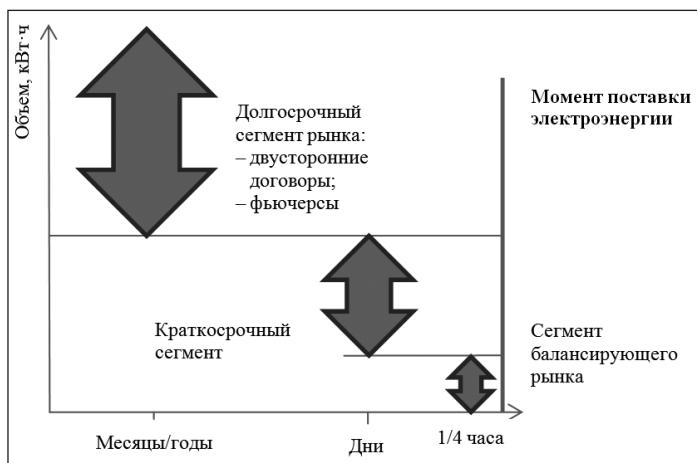 Объем, кВт·ч
Долгосрочный
сегмент рынка:
– двусторонние
договоры;
– фьючерсы
Момент поставки
электроэнергии
Краткосрочный
сегмент
Сегмент
балансирующего
рынка
Месяцы/годы
Дни
1/4 часа